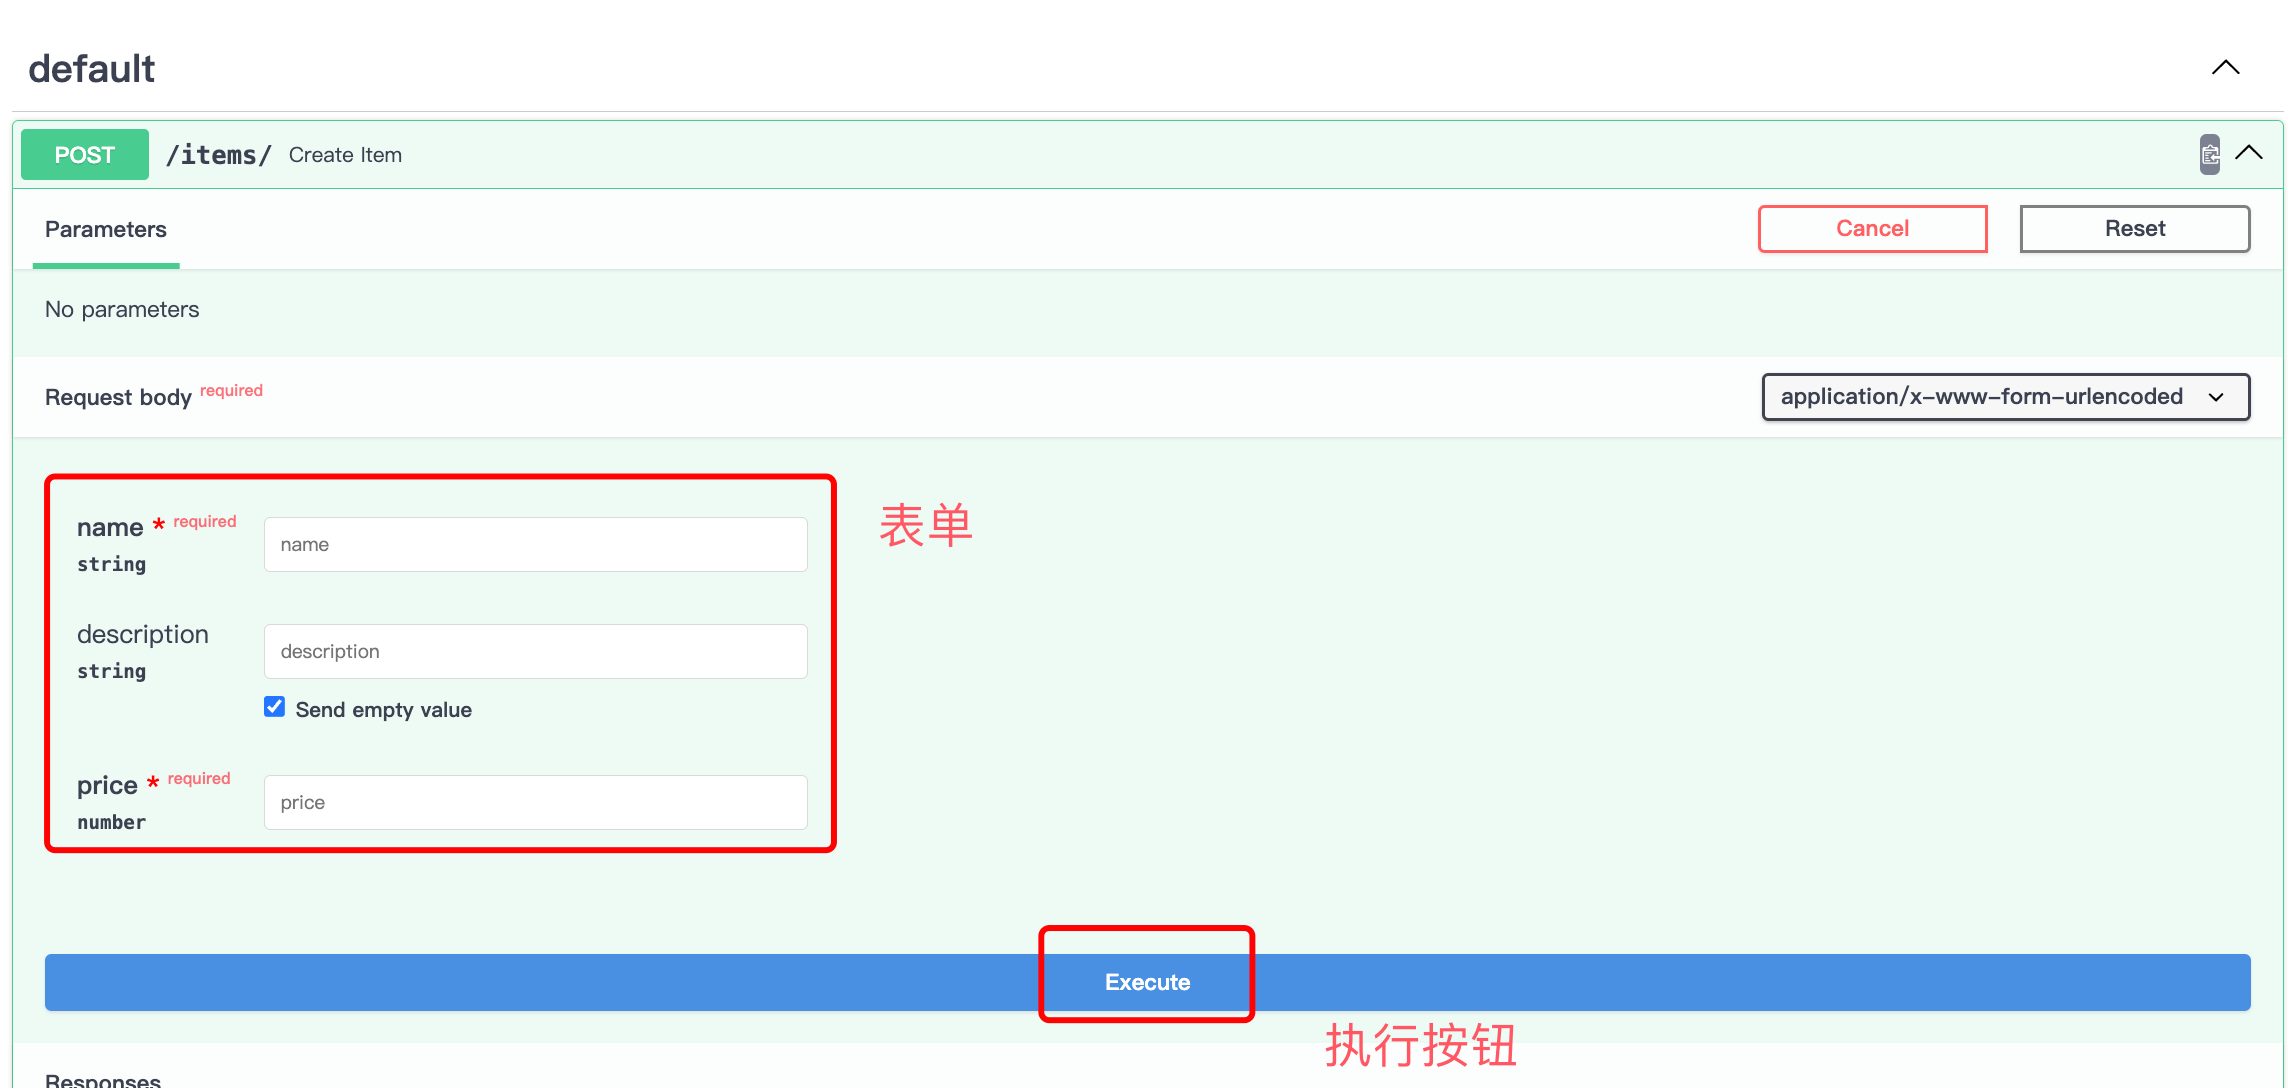 default
POST /items/ Create Item
Parameters
Cancel
Reset
No parameters
Request body required
application/x-www-form-urlencoded
name * required
string
name
表单
description
string
description
Send empty value
price * required
number
price
Execute
执行按钮
Responses